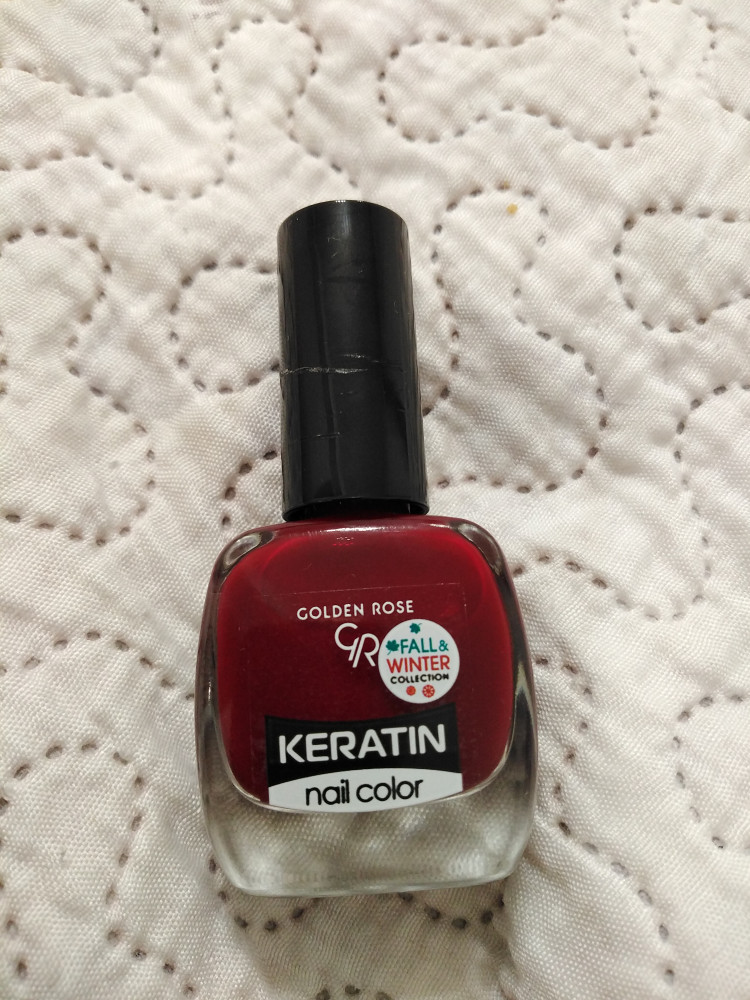 GOLDEN ROSE
GR
FALL&
WINTER
COLLECTION
KERATIN
nail color